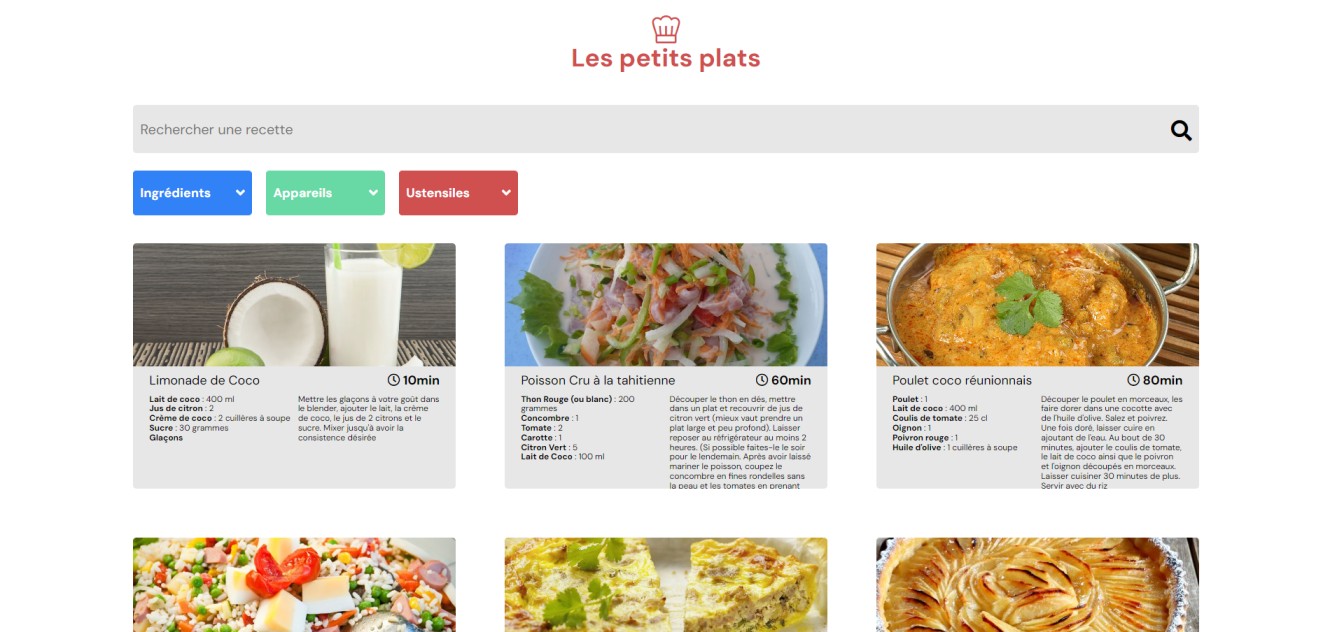 Les petits plats
Rechercher une recette
Ingrédients
Appareils
Ustensiles
Limonade de Coco
10min
Lait de coco : 400 ml
Jus de citron : 2
Crème de coco : 2 cuillères à soupe
Sucre : 30 grammes
Glaçons
Mettre les glaçons à votre goût dans
le blender, ajouter le lait, la crème
de coco, le jus de 2 citrons et le
sucre. Mixer jusqu'à avoir la
consistence désirée
Poisson Cru à la tahitienne
60min
Thon Rouge (ou blanc) : 200
grammes
Concombre : 1
Tomate : 2
Carotte : 1
Citron Vert : 5
Lait de Coco : 100 ml
Découper le thon en dés, mettre
dans un plat et recouvrir de jus de
citron vert (mieux vaut prendre un
plat large et peu profond). Laisser
reposer au réfrigérateur au moins 2
heures. (Si possible faites-le le soir
pour le lendemain. Après avoir laissé
mariner le poisson, coupez le
concombre en fines rondelles sans
la peau et les tomates en prenant
Poulet coco réunionnais
80min
Poulet : 1
Lait de coco : 400 ml
Coulis de tomate : 25 cl
Oignon : 1
Poivron rouge : 1
Huile d'olive : 1 cuillères à soupe
Découper le poulet en morceaux, les
faire dorer dans une cocotte avec
de l'huile d'olive. Salez et poivrez.
Une fois doré, laisser cuire en
ajoutant de l'eau. Au bout de 30
minutes, ajouter le coulis de tomate,
le lait de coco ainsi que le poivron
et l'oignon découpés en morceaux.
Laisser cuisiner 30 minutes de plus.
Servir avec du riz